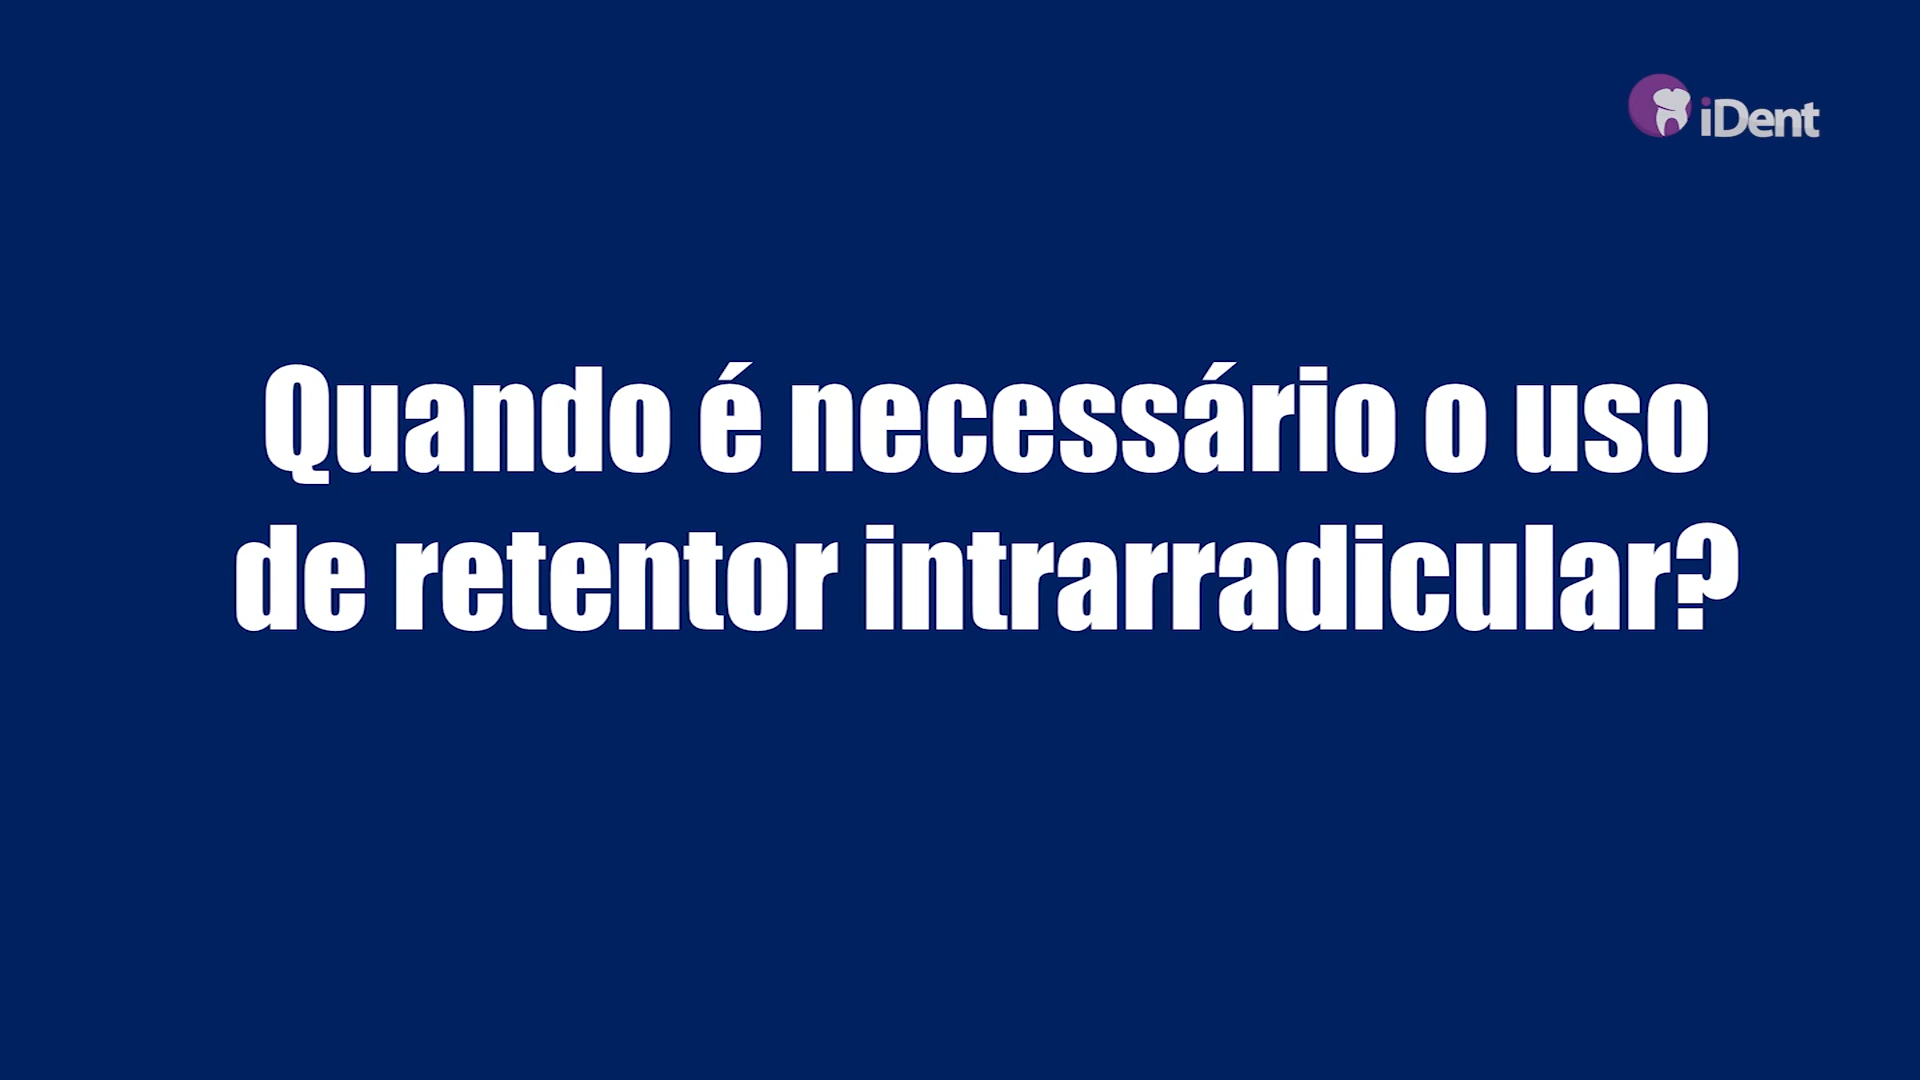 iDent
Quando é necessário o uso
de retentor intrarradicular?